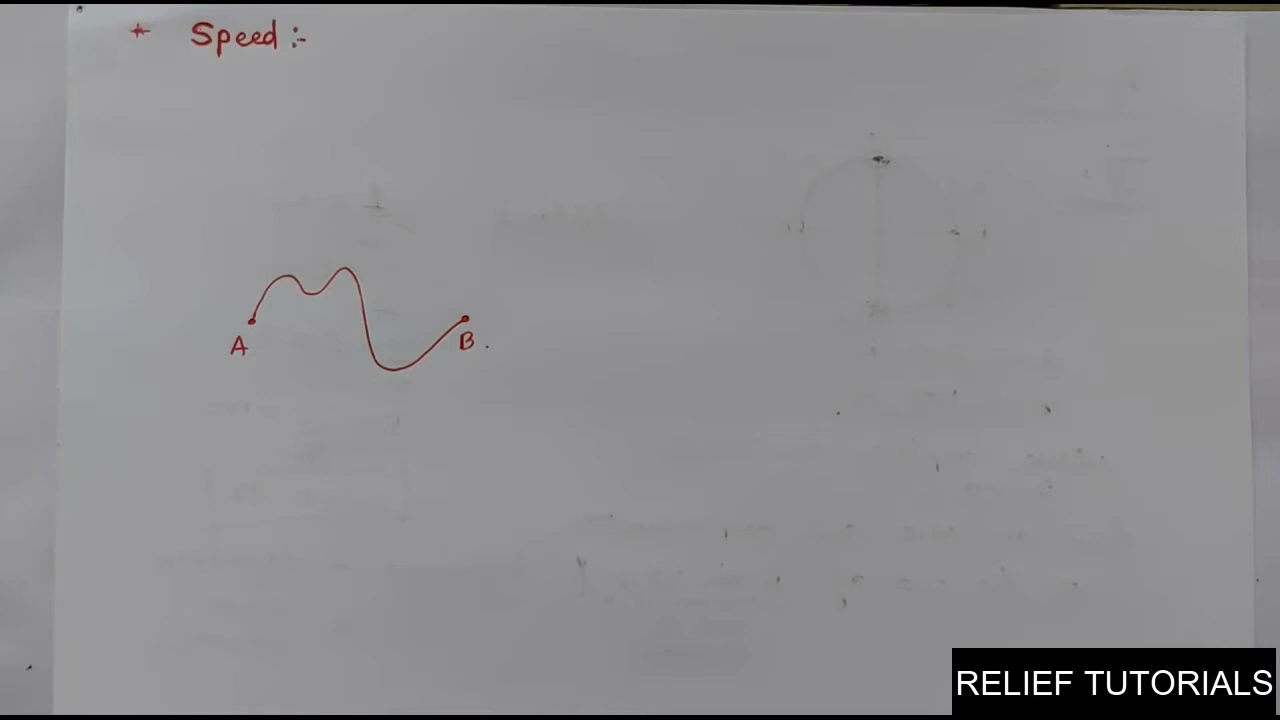 * Speed :-
A
B.
RELIEF TUTORIALS